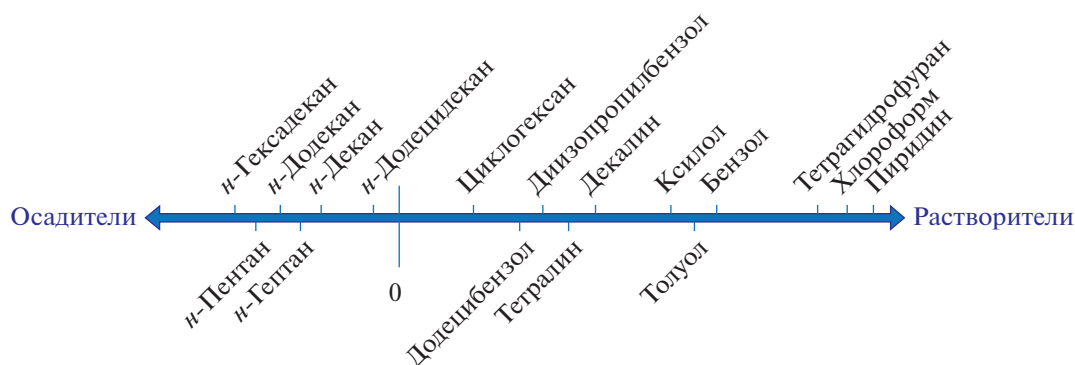 н-Гексадекан
н-Додекан
н-Декан
н-Додецидекан
Циклогексан
Диизопропилбензол
Декалин
Ксилол
Бензол
Тетрагидрофуран
Хлороформ
Пиридин
Осадители
Растворители
н-Пентан
н-Гептан
0
Додецибензол
Тетралин
Толуол